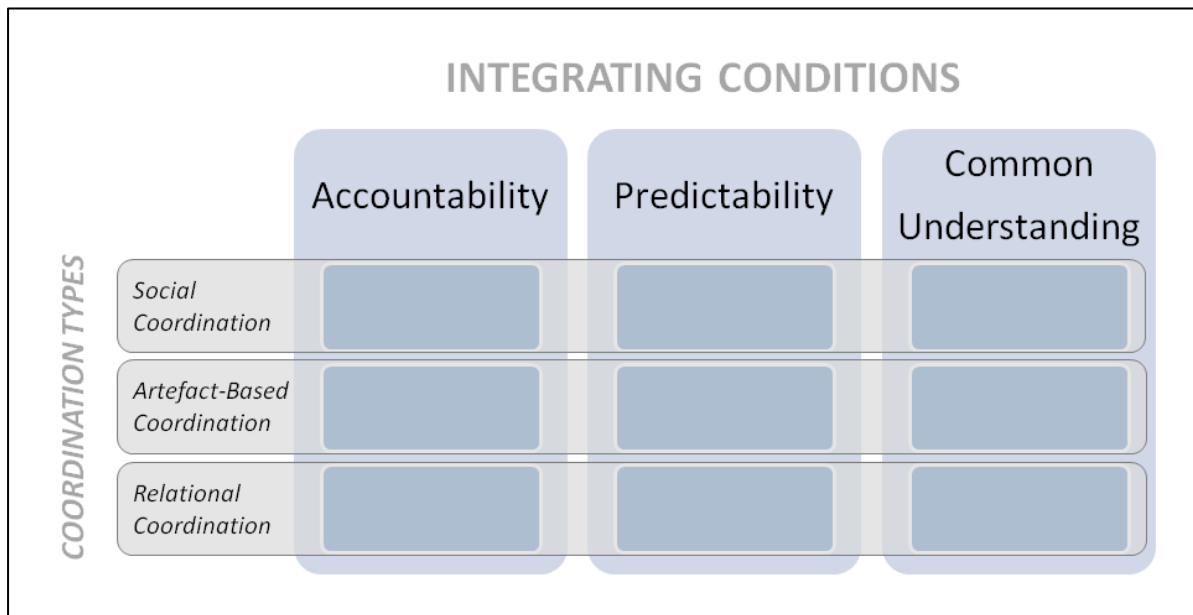 INTEGRATING CONDITIONS
Accountability
Predictability
Common
Understanding
COORDINATION TYPES
Social
Coordination
Artefact-Based
Coordination
Relational
Coordination